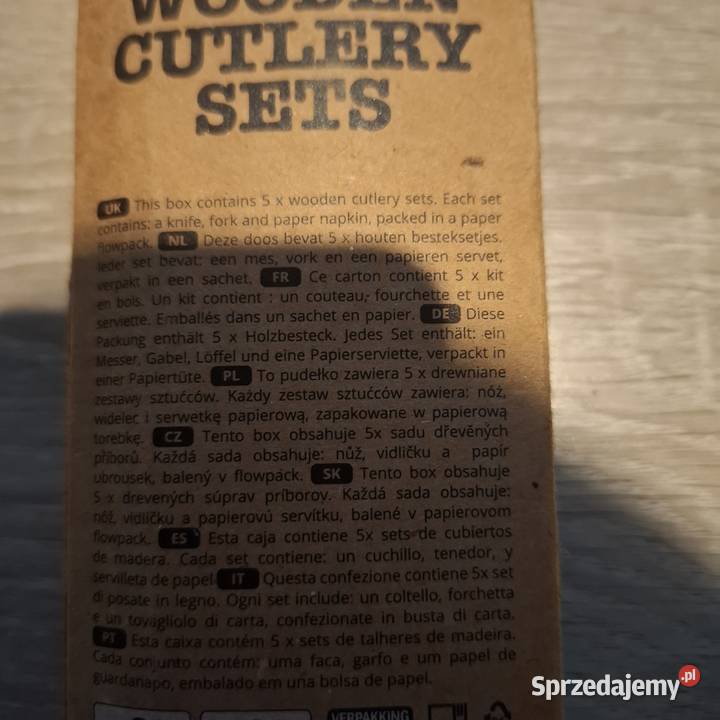 WOODEN
CUTLERY
SETS
UK This box contains 5 x wooden cutlery sets. Each set
contains: a knife, fork and paper napkin, packed in a paper
flowpack. NL Deze doos bevat 5 x houten besteksetjes.
Ieder set bevat: een mes, vork en een papieren servet,
verpakt in een sachet. FR Ce carton contient 5 x kit
en bois. Un kit contient : un couteau, fourchette et une
serviette. Emballés dans un sachet en papier. DE Diese
Packung enthält 5 x Holzbesteck. Jedes Set enthält: ein
Messer, Gabel, Löffel und eine Papierserviette, verpackt in
einer Papiertüte. PL To pudełko zawiera 5 x drewniane
zestawy sztućców. Każdy zestaw sztućców zawiera: nóż,
widelec i serwetkę papierową, zapakowane w papierową
torebkę. CZ Tento box obsahuje 5x sadu dřevěných
příborů. Každá sada obsahuje: nůž, vidličku a papír
ubrousek, balený v flowpack. SK Tento box obsahuje
5 x drevených súprav príborov. Každá sada obsahuje:
nôž, vidličku a papierovú servítku, balené v papierovom
flowpack. ES Esta caja contiene 5x sets de cubiertos
de madera. Cada set contiene: un cuchillo, tenedor, y
servilleta de papel IT Questa confezione contiene 5x set
di posate in legno. Ogni set include: un coltello, forchetta
e un tovagliolo di carta, confezionate in busta di carta.
PT Esta caixa contém 5 x sets de talheres de madeira.
Cada conjunto contém: uma faca, garfo e um papel de
guardanapo, embalado em una bolsa de papel.
VERPAKKING
Sprzedajemy.pl